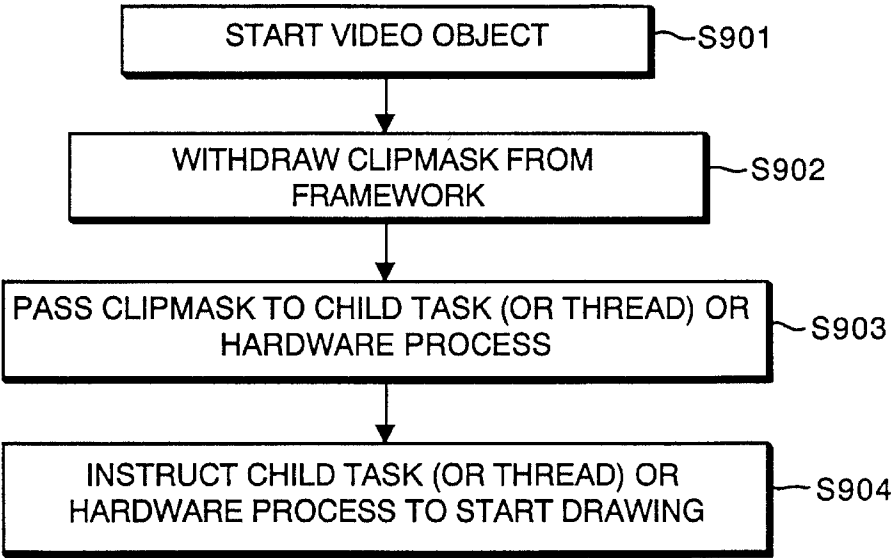 START VIDEO OBJECT
S901
WITHDRAW CLIPMASK FROM
FRAMEWORK
S902
PASS CLIPMASK TO CHILD TASK (OR THREAD) OR
HARDWARE PROCESS
S903
INSTRUCT CHILD TASK (OR THREAD) OR
HARDWARE PROCESS TO START DRAWING
S904